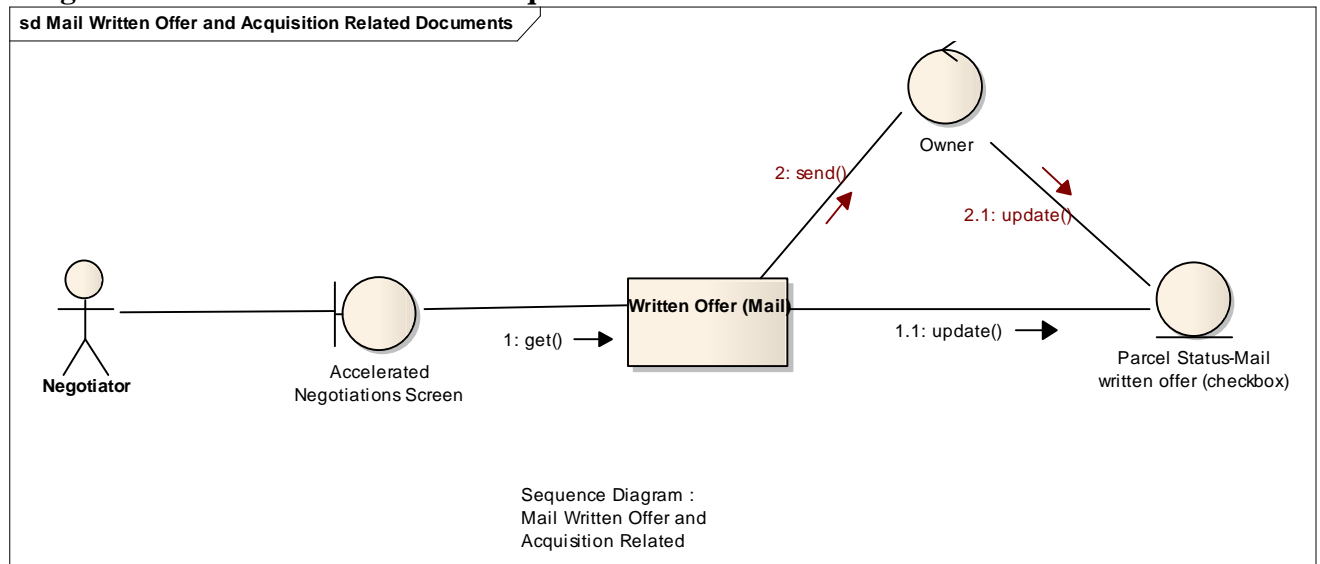 sd Mail Written Offer and Acquisition Related Documents
Owner
2: send()
2.1: update()
Written Offer (Mail)
1: get()
1.1: update()
Negotiator
Accelerated
Negotiations Screen
Parcel Status-Mail
written offer (checkbox)
Sequence Diagram :
Mail Written Offer and
Acquisition Related